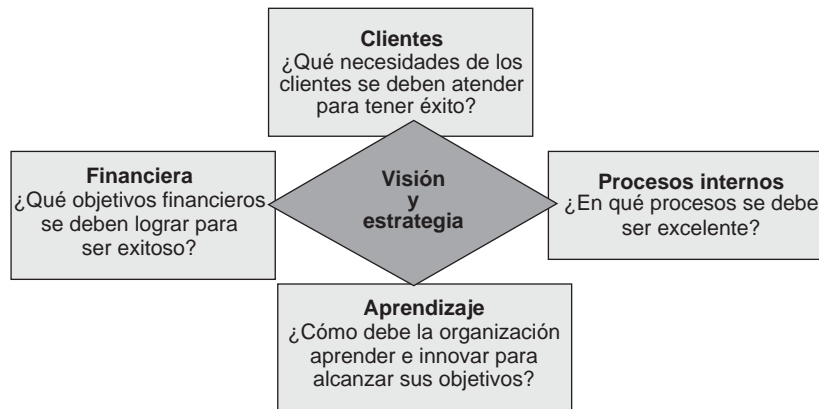 Clientes
¿Qué necesidades de los
clientes se deben atender
para tener éxito?
Financiera
¿Qué objetivos financieros
se deben lograr para
ser exitoso?
Visión
y
estrategia
Procesos internos
¿En qué procesos se debe
ser excelente?
Aprendizaje
¿Cómo debe la organización
aprender e innovar para
alcanzar sus objetivos?